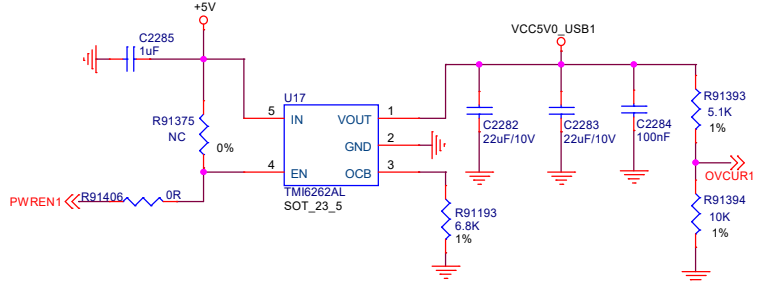 +5V
C2285
1uF
VCC5V0_USB1
U17
R91375
NC
0%
5
IN
VOUT
1
GND
2
4
EN
OCB
3
TMI6262AL
SOT_23_5
C2282
22uF/10V
C2283
22uF/10V
C2284
100nF
R91393
5.1K
1%
OVCUR1
PWREN1
R91406
0R
R91193
6.8K
1%
R91394
10K
1%